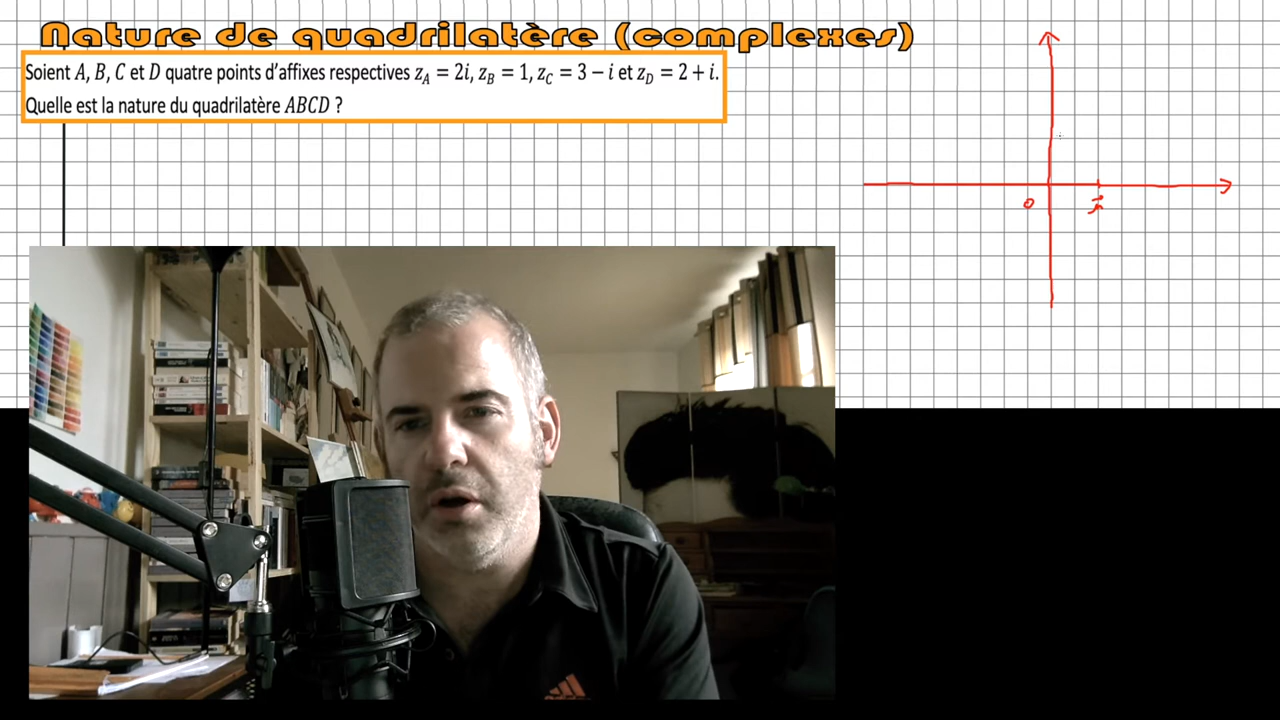 Nature de quadrilatère (complexes)
Soient A, B, C et D quatre points d'affixes respectives z_A = 2i, z_B = 1, z_C = 3 − i et z_D = 2 + i.
Quelle est la nature du quadrilatère ABCD ?
0